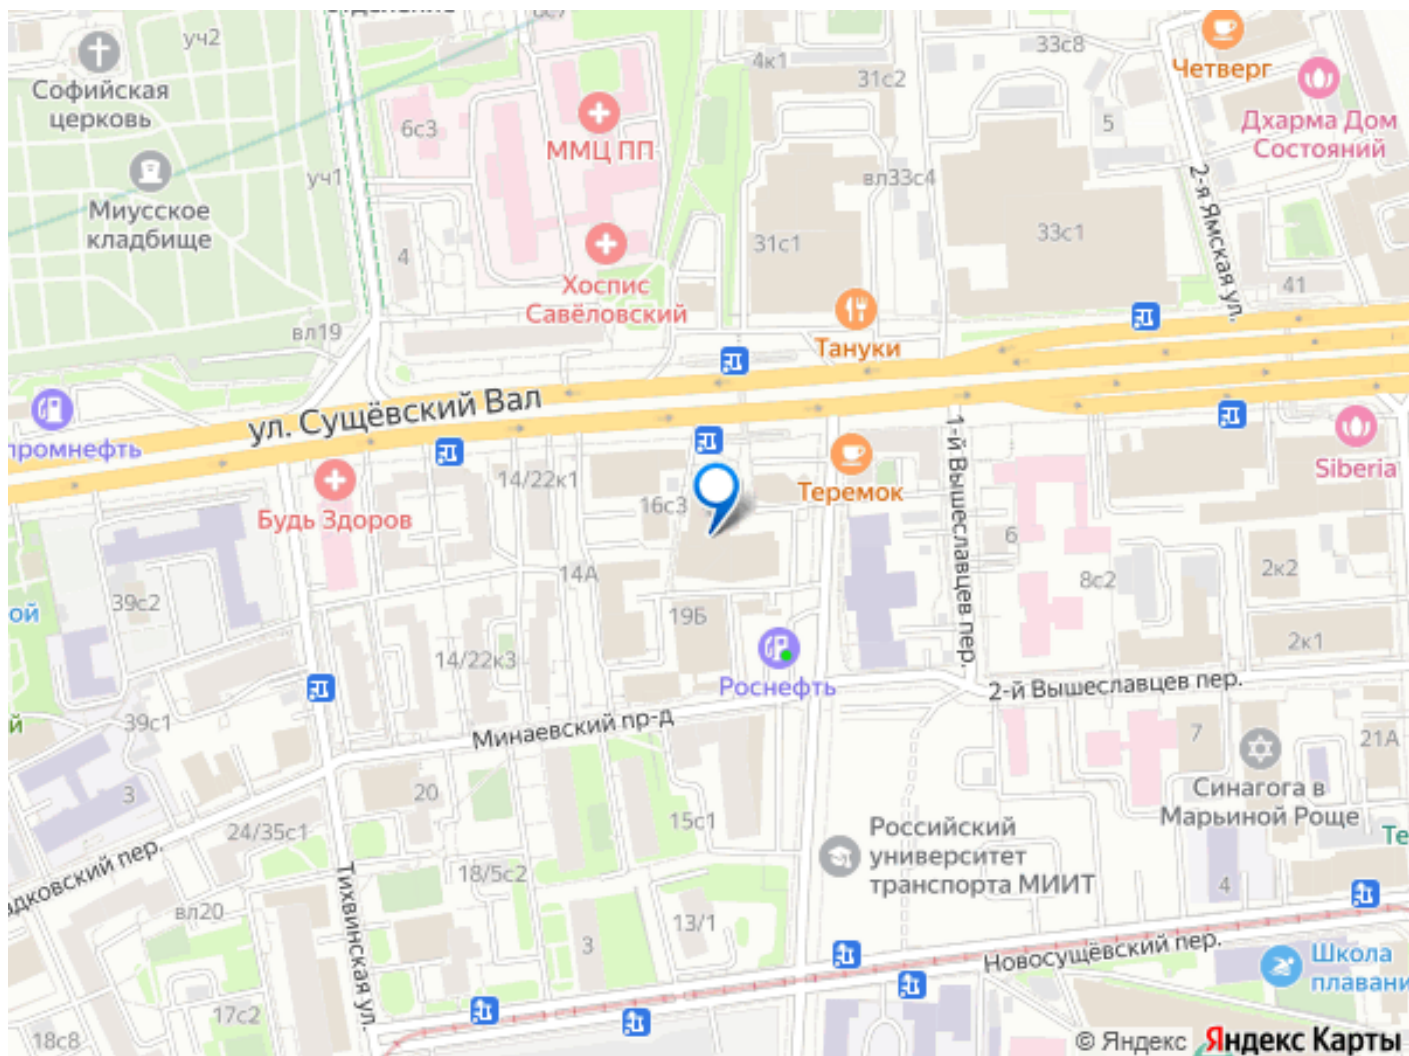 уч2
Софийская
церковь
Миусское
кладбище
уч1
6с3
ММЦ ПП
Хоспис
Савёловский
4
вл19
4к1
31с2
33с8
Четверг
Дхарма Дом
Состояний
5
вл33с4
31с1
33с1
2-я Ямская ул.
41
Тануки
ул. Сущёвский Вал
промнефть
Будь Здоров
14/22к1
16с3
Теремок
1-й Вышеславцев пер.
Siberia
6
14А
39с2
ой
8с2
2к2
19Б
2к1
14/22к3
Роснефть
2-й Вышеславцев пер.
39с1
й
Минаевский пр-д
7
21А
Синагога в
Марьиной Роще
3
20
24/35с1
15с1
Российский
университет
транспорта МИИТ
Те
адковский пер.
Тихвинская ул.
18/5с2
4
вл20
13/1
3
Новосущёвский пер.
Школа
плавани
17с2
18с8
© Яндекс Яндекс Карты